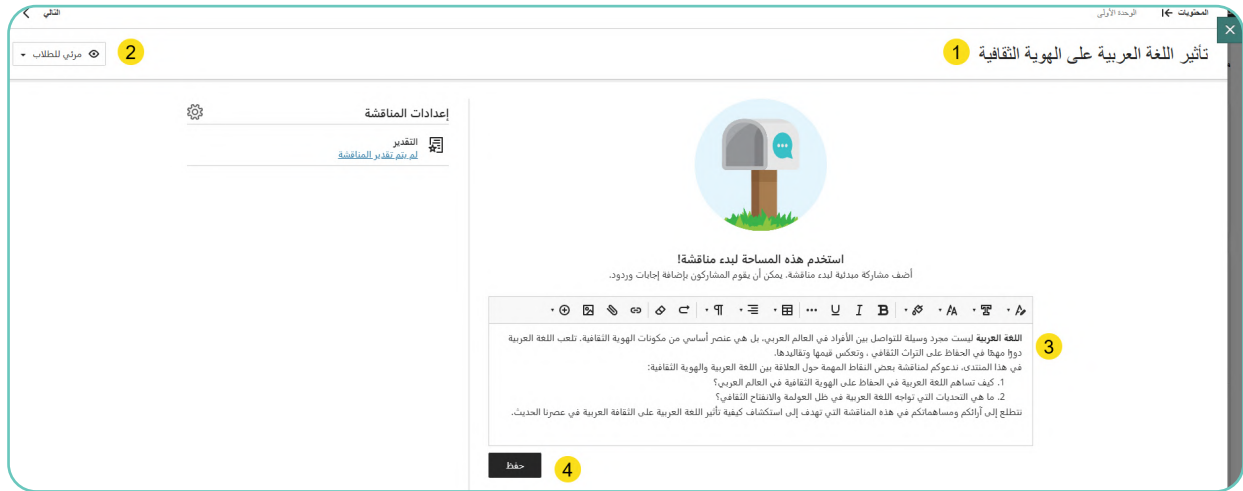 المحتويات
الوحدة الأولى
التالي
تأثير اللغة العربية على الهوية الثقافية 1
2
مرئي للطلاب
إعدادات المناقشة
التقدير
لم يتم تقدير المناقشة
استخدم هذه المساحة لبدء مناقشة!
أضف مشاركة مبدئية لبدء مناقشة. يمكن أن يقوم المشاركون بإضافة إجابات وردود.
3
اللغة العربية ليست مجرد وسيلة للتواصل بين الأفراد في العالم العربي، بل هي عنصر أساسي من مكونات الهوية الثقافية. تلعب اللغة العربية
دورًا مهمًا في الحفاظ على التراث الثقافي ، وتعكس قيمها وتقاليدها.
في هذا المنتدى، ندعوكم لمناقشة بعض النقاط المهمة حول العلاقة بين اللغة العربية والهوية الثقافية:
1. كيف تساهم اللغة العربية في الحفاظ على الهوية الثقافية في العالم العربي؟
2. ما هي التحديات التي تواجه اللغة العربية في ظل العولمة والانفتاح الثقافي؟
نتطلع إلى آرائكم ومساهماتكم في هذه المناقشة التي تهدف إلى استكشاف كيفية تأثير اللغة العربية على الثقافة العربية في عصرنا الحديث.
4
حفظ